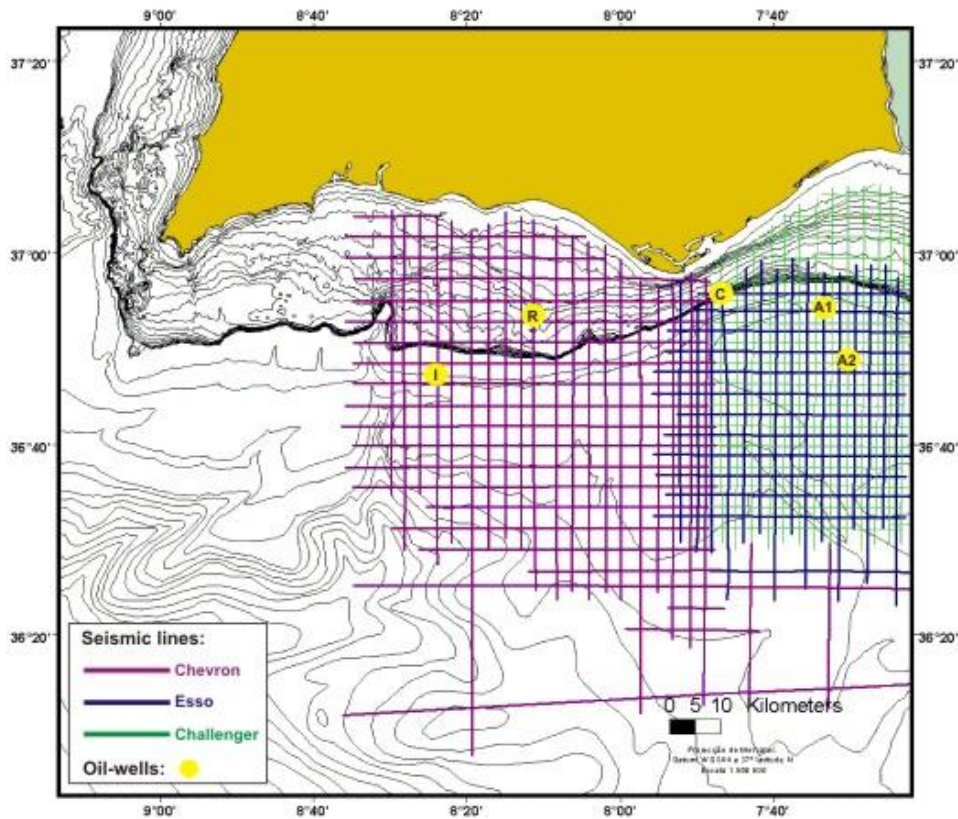 9°00' 8°40' 8°20' 8°00' 7°40'
37°20' 37°20'
37°00' 37°00'
C
A1
R
A2
I
36°40' 36°40'
36°20' 36°20'
Seismic lines:
Chevron
Esso
Challenger
Oil-wells:
0 5 10 Kilometers
9°00' 8°40' 8°20' 8°00' 7°40'